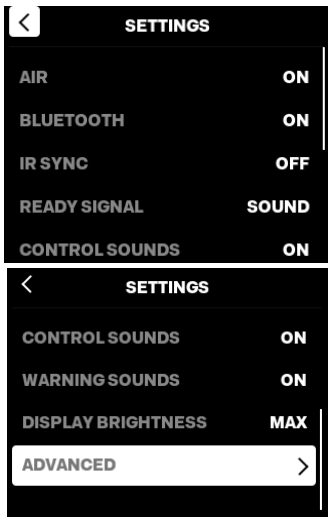 SETTINGS
AIR ON
BLUETOOTH ON
IR SYNC OFF
READY SIGNAL SOUND
CONTROL SOUNDS ON
SETTINGS
CONTROL SOUNDS ON
WARNING SOUNDS ON
DISPLAY BRIGHTNESS MAX
ADVANCED